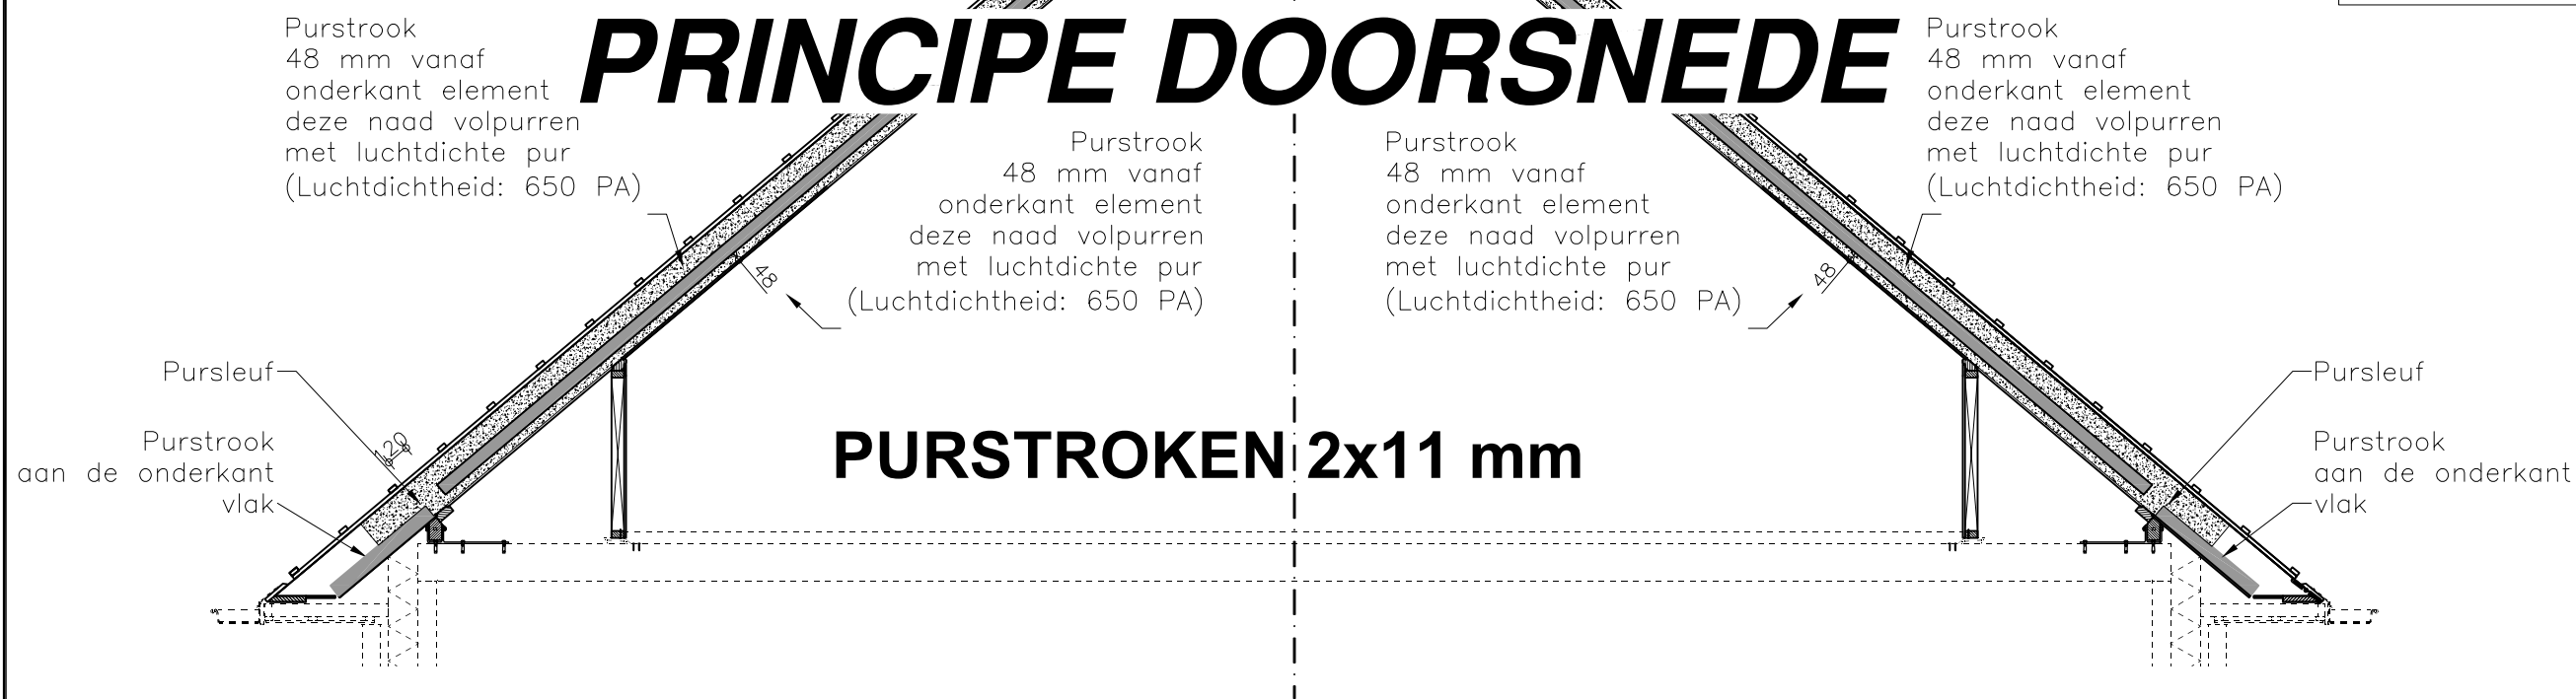 PRINCIPE DOORSNEDE
Purstrook
48 mm vanaf
onderkant element
deze naad volpurren
met luchtdichte pur
(Luchtdichtheid: 650 PA)
Purstrook
48 mm vanaf
onderkant element
deze naad volpurren
met luchtdichte pur
(Luchtdichtheid: 650 PA)
Purstrook
48 mm vanaf
onderkant element
deze naad volpurren
met luchtdichte pur
(Luchtdichtheid: 650 PA)
Purstrook
48 mm vanaf
onderkant element
deze naad volpurren
met luchtdichte pur
(Luchtdichtheid: 650 PA)
48
48
Pursleuf
120
Purstrook
aan de onderkant
vlak
PURSTROKEN 2x11 mm
Pursleuf
Purstrook
aan de onderkant
vlak